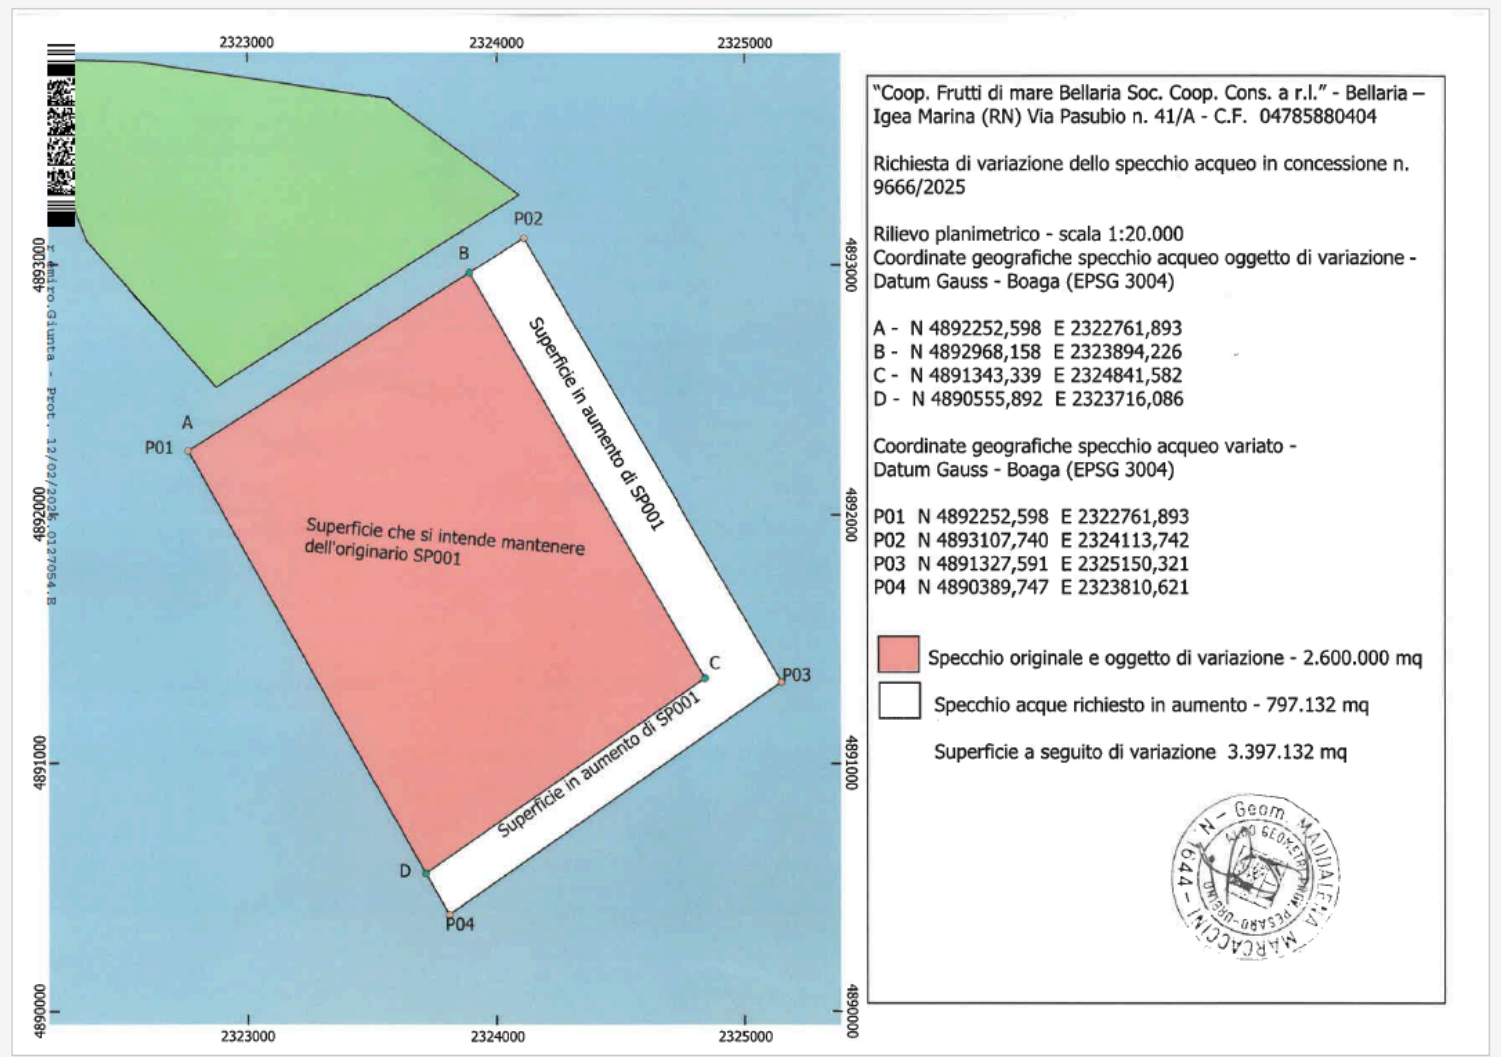 2323000
2324000
2325000
P02
B
A
P01
Superficie in aumento di SP001
Superficie che si intende mantenere
dell'originario SP001
C
P03
Superficie in aumento di SP001
D
P04
4893000
4892000
4891000
4890000
4893000
4892000
4891000
4890000
2323000
2324000
2325000
"Coop. Frutti di mare Bellaria Soc. Coop. Cons. a r.l." - Bellaria –
Igea Marina (RN) Via Pasubio n. 41/A - C.F. 04785880404
Richiesta di variazione dello specchio acqueo in concessione n.
9666/2025
Rilievo planimetrico - scala 1:20.000
Coordinate geografiche specchio acqueo oggetto di variazione -
Datum Gauss - Boaga (EPSG 3004)
A - N 4892252,598 E 2322761,893
B - N 4892968,158 E 2323894,226
C - N 4891343,339 E 2324841,582
D - N 4890555,892 E 2323716,086
Coordinate geografiche specchio acqueo variato -
Datum Gauss - Boaga (EPSG 3004)
P01 N 4892252,598 E 2322761,893
P02 N 4893107,740 E 2324113,742
P03 N 4891327,591 E 2325150,321
P04 N 4890389,747 E 2323810,621
Specchio originale e oggetto di variazione - 2.600.000 mq
Specchio acque richiesto in aumento - 797.132 mq
Superficie a seguito di variazione 3.397.132 mq
N - Geom. MADDALENA MARCACCINI - 1644 -
ALBO GEOMETRI PROV. PESARO-URBINO